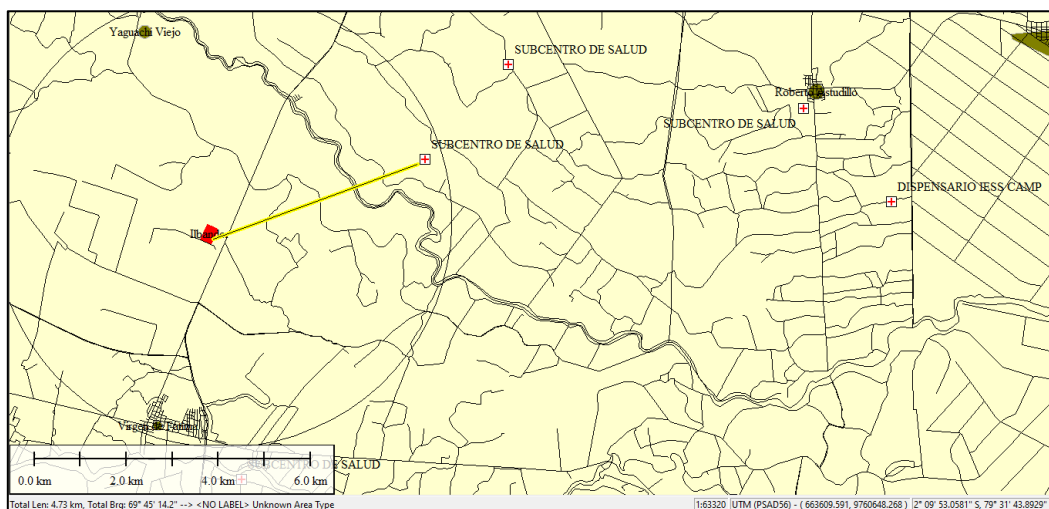 Yaguachi Viejo
SUBCENTRO DE SALUD
Roberto Astudillo
SUBCENTRO DE SALUD
SUBCENTRO DE SALUD
DISPENSARIO IESS CAMP
Virgen de Fátima
SUBCENTRO DE SALUD
0.0 km 2.0 km 4.0 km 6.0 km
Total Len: 4.73 km, Total Brg: 69° 45' 14.2" --> <NO LABEL> Unknown Area Type
1:63320 UTM (PSAD56) - ( 663609.591, 9760648.268 ) 2° 09' 53.0581" S, 79° 31' 43.8929"